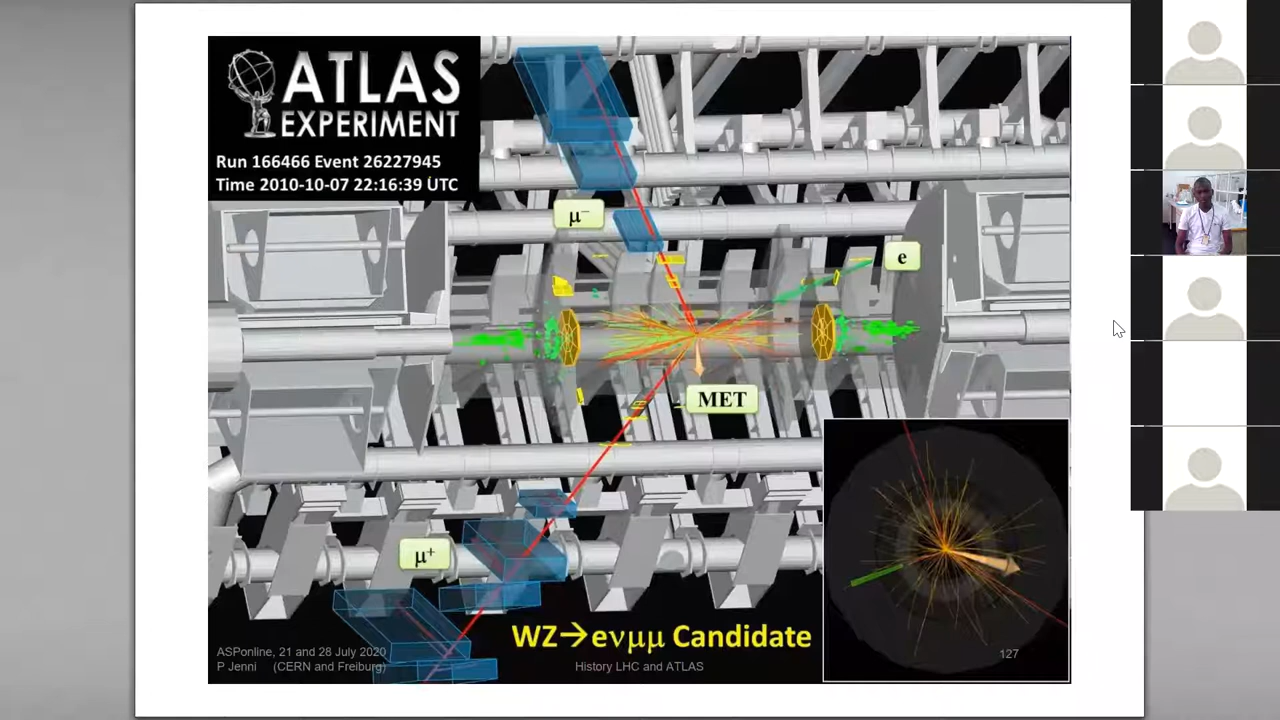 ATLAS
EXPERIMENT
Run 166466 Event 26227945
Time 2010-10-07 22:16:39 UTC
μ−
e
MET
μ+
WZ→eνμμ Candidate
ASPonline, 21 and 28 July 2020
P Jenni (CERN and Freiburg)
History LHC and ATLAS
127